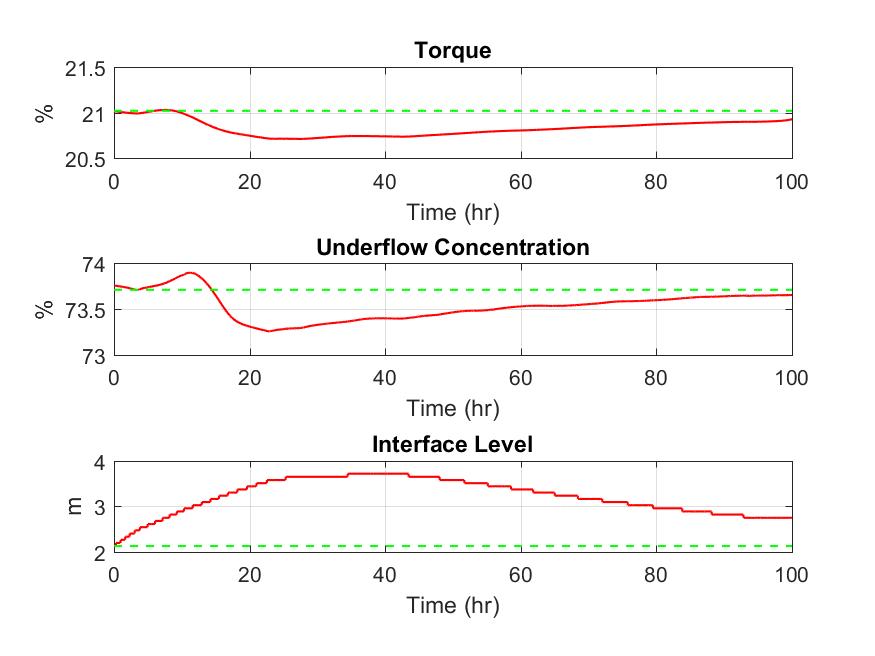 Torque
21.5
21
20.5
%
0 20 40 60 80 100
Time (hr)
Underflow Concentration
74
73.5
73
%
0 20 40 60 80 100
Time (hr)
Interface Level
4
3
2
m
0 20 40 60 80 100
Time (hr)